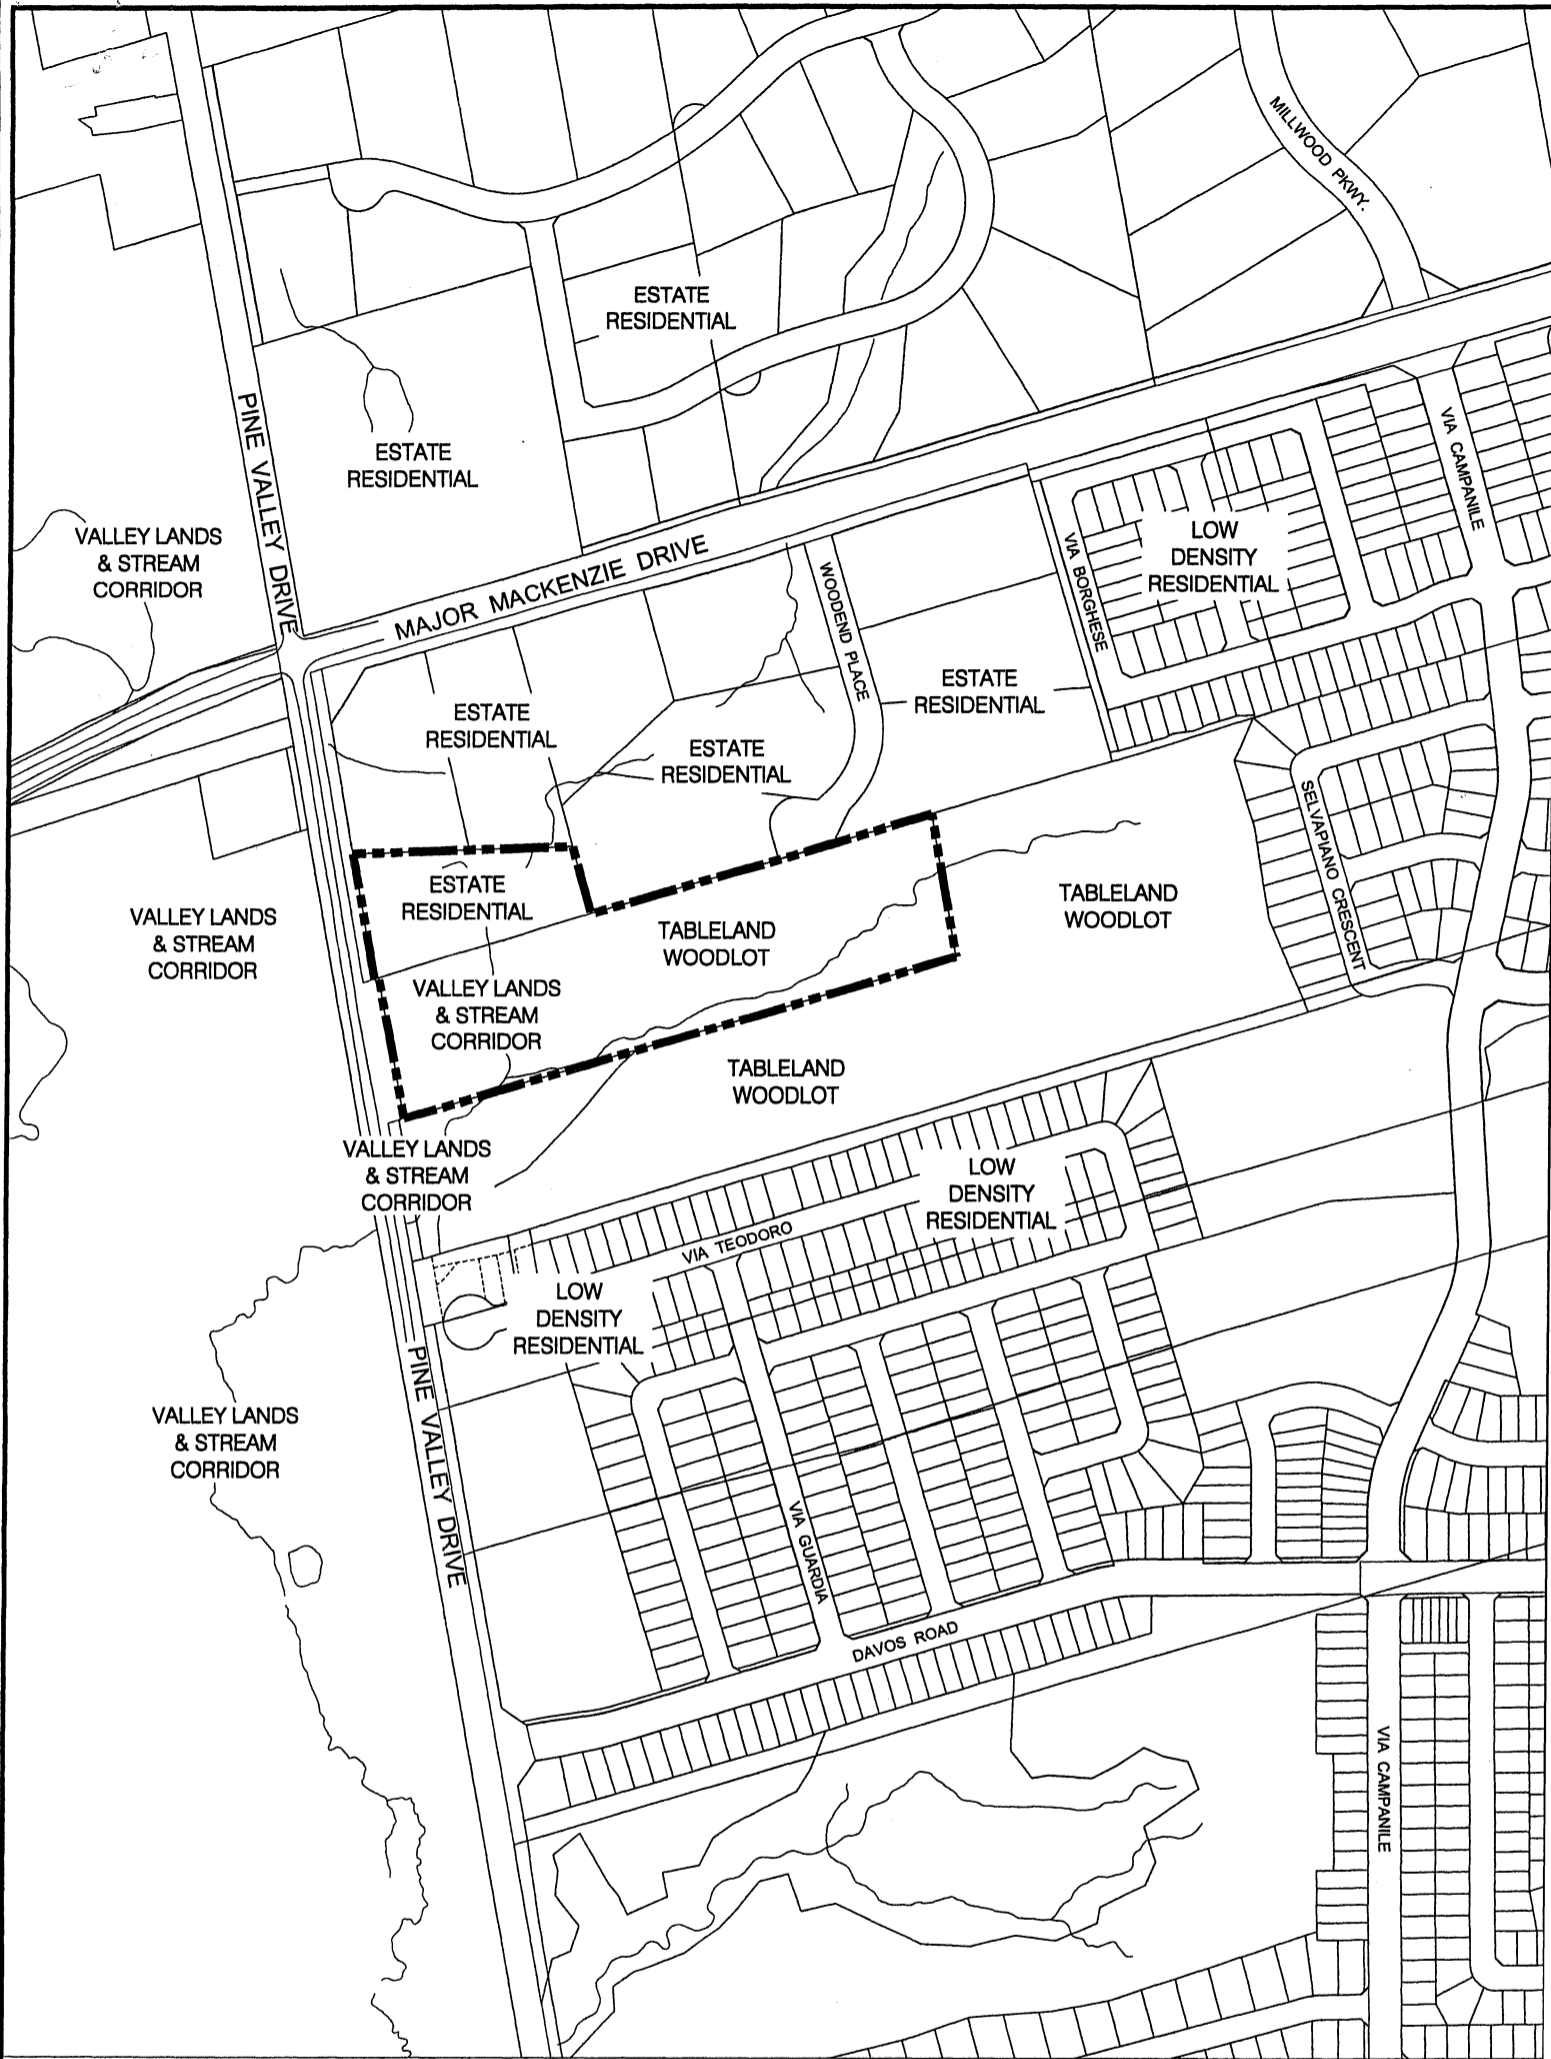 MILLWOOD PKWY.
ESTATE
RESIDENTIAL
PINE VALLEY DRIVE
ESTATE
RESIDENTIAL
VIA CAMPANILE
VALLEY LANDS
& STREAM
CORRIDOR
MAJOR MACKENZIE DRIVE
WOODEND PLACE
VIA BORGHESE
LOW
DENSITY
RESIDENTIAL
ESTATE
RESIDENTIAL
ESTATE
RESIDENTIAL
ESTATE
RESIDENTIAL
SELVAPIANO CRESCENT
ESTATE
RESIDENTIAL
VALLEY LANDS
& STREAM
CORRIDOR
TABLELAND
WOODLOT
TABLELAND
WOODLOT
VALLEY LANDS
& STREAM
CORRIDOR
TABLELAND
WOODLOT
VALLEY LANDS
& STREAM
CORRIDOR
LOW
DENSITY
RESIDENTIAL
VIA TEODORO
LOW
DENSITY
RESIDENTIAL
PINE VALLEY DRIVE
VALLEY LANDS
& STREAM
CORRIDOR
VIA GUARDIA
DAVOS ROAD
VIA CAMPANILE